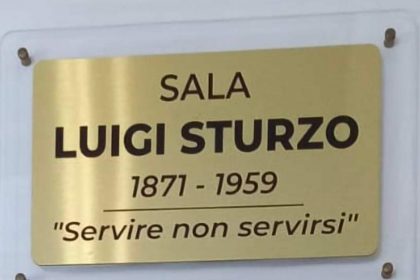 SALA
LUIGI STURZO
1871 - 1959
"Servire non servirsi"